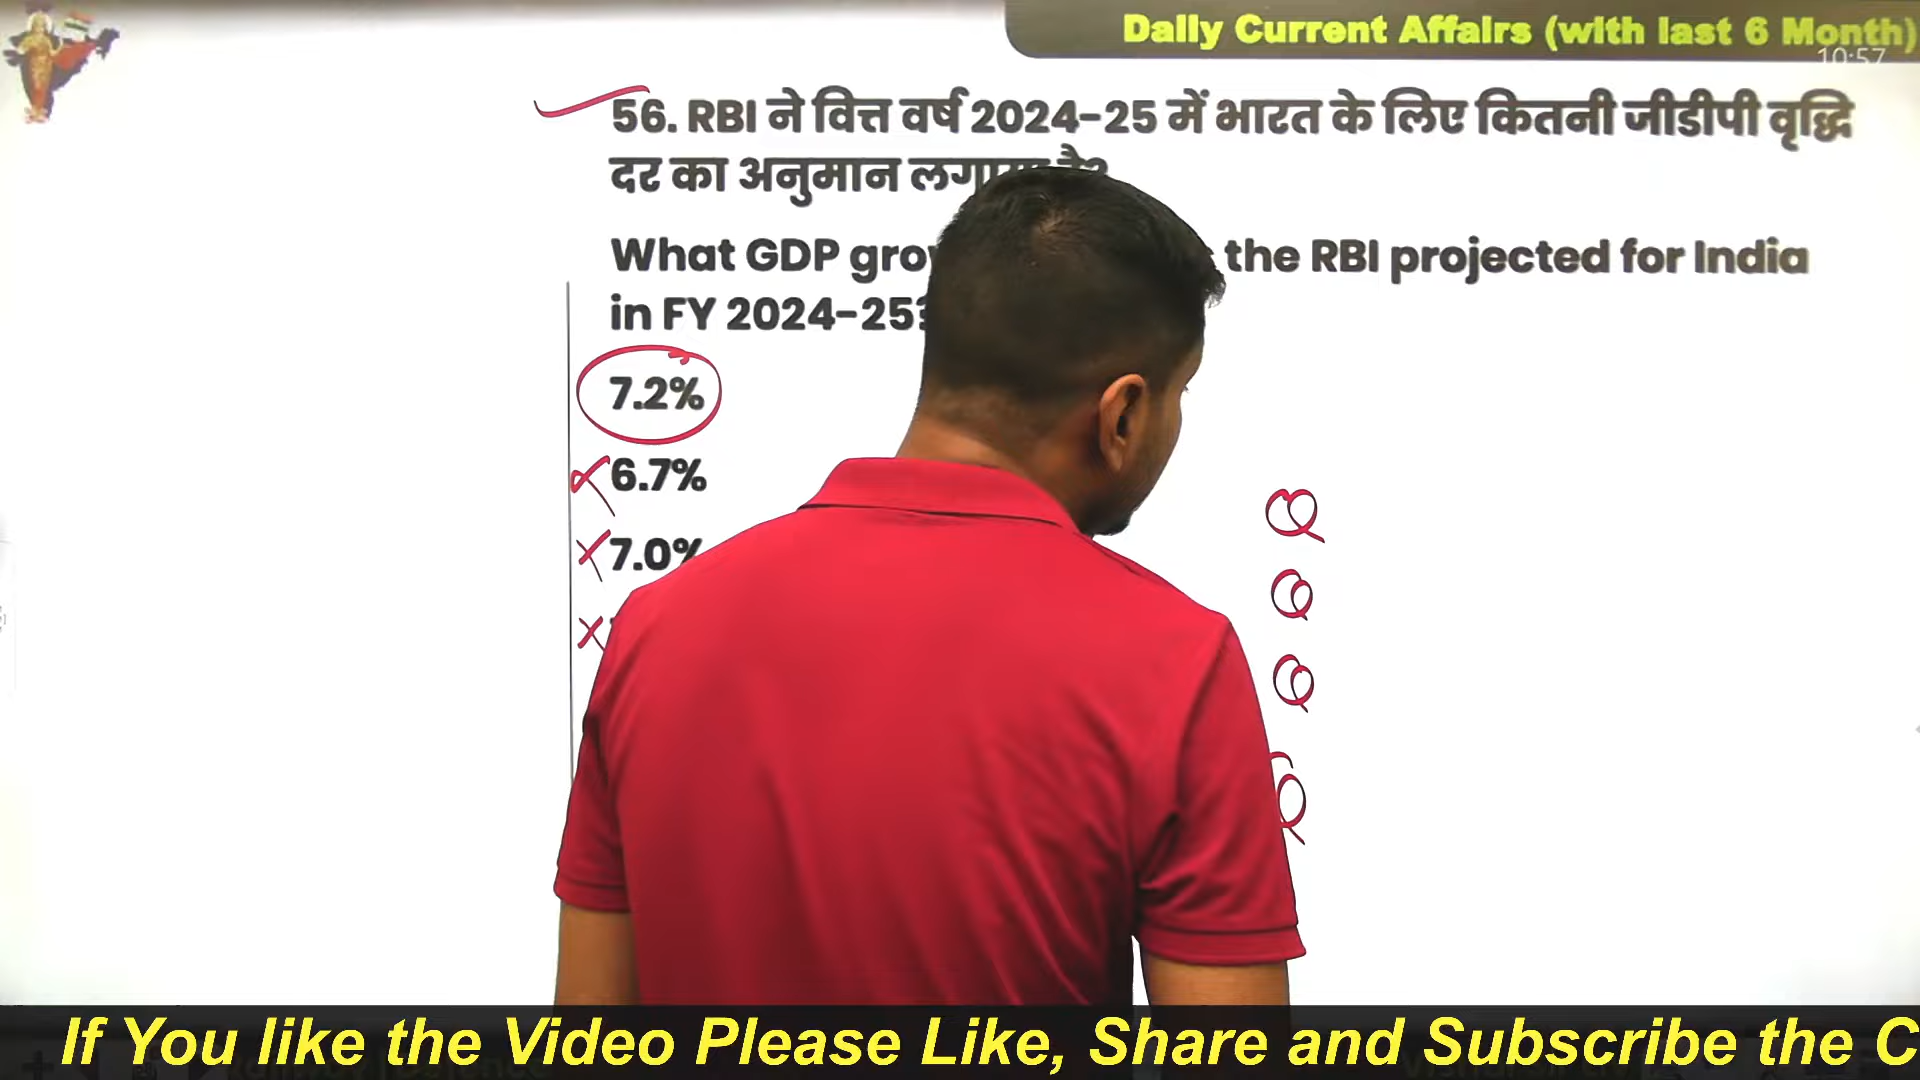 Daily Current Affairs (with last 6 Month)
10:57
56. RBI ने वित्त वर्ष 2024-25 में भारत के लिए कितनी जीडीपी वृद्धि
दर का अनुमान है?
What GDP the RBI projected for India
in FY 2024-25?
7.2%
6.7%
7.0%
If You like the Video Please Like, Share and Subscribe the C